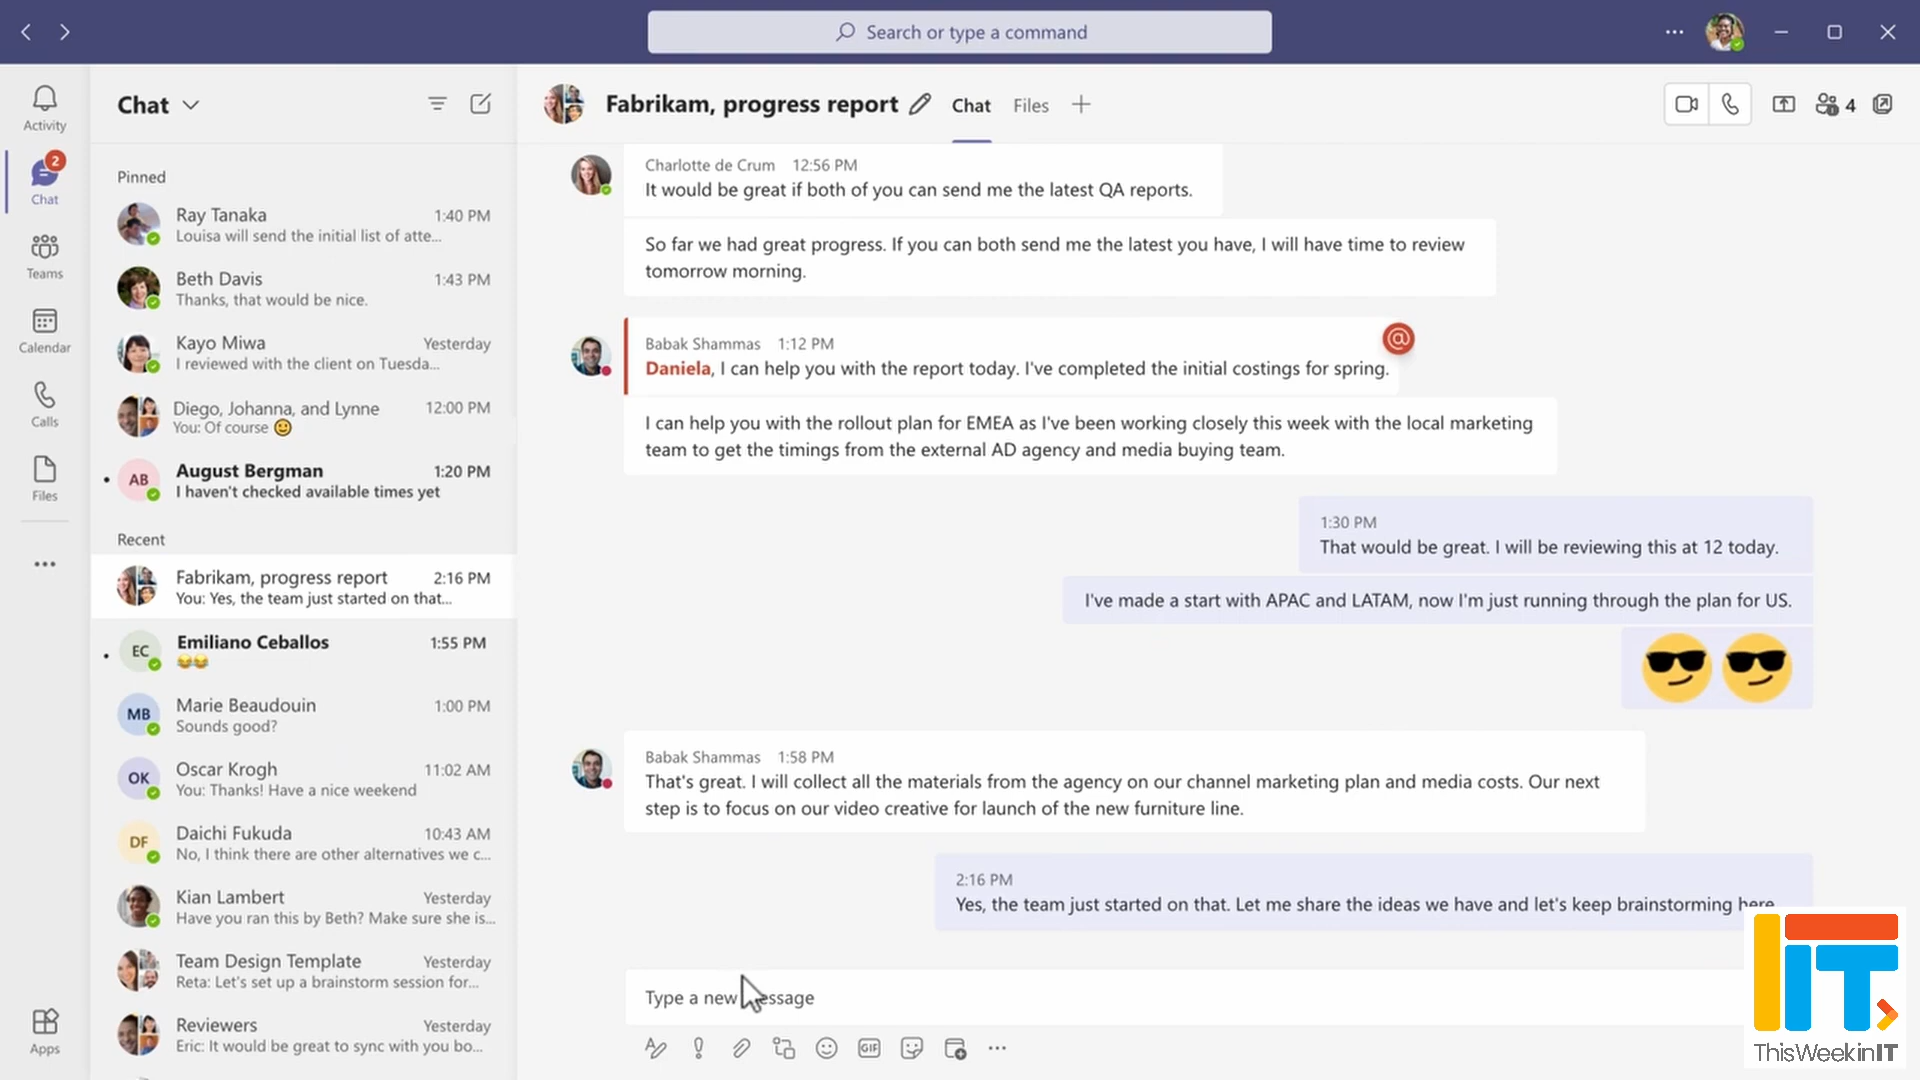 Search or type a command
Activity
2
Chat
Teams
Calendar
Calls
Files
Apps
Chat
Pinned
Ray Tanaka 1:40 PM
Louisa will send the initial list of atte...
Beth Davis 1:43 PM
Thanks, that would be nice.
Kayo Miwa Yesterday
I reviewed with the client on Tuesda...
Diego, Johanna, and Lynne 12:00 PM
You: Of course 🙂
AB
August Bergman 1:20 PM
I haven't checked available times yet
Recent
Fabrikam, progress report 2:16 PM
You: Yes, the team just started on that...
EC
Emiliano Ceballos 1:55 PM
😂😂
MB
Marie Beaudouin 1:00 PM
Sounds good?
OK
Oscar Krogh 11:02 AM
You: Thanks! Have a nice weekend
DF
Daichi Fukuda 10:43 AM
No, I think there are other alternatives we c...
Kian Lambert Yesterday
Have you ran this by Beth? Make sure she is...
Team Design Template Yesterday
Reta: Let's set up a brainstorm session for...
Reviewers Yesterday
Eric: It would be great to sync with you bo...
Fabrikam, progress report Chat Files 4
Charlotte de Crum 12:56 PM
It would be great if both of you can send me the latest QA reports.
So far we had great progress. If you can both send me the latest you have, I will have time to review
tomorrow morning.
Babak Shammas 1:12 PM
@
Daniela, I can help you with the report today. I've completed the initial costings for spring.
I can help you with the rollout plan for EMEA as I've been working closely this week with the local marketing
team to get the timings from the external AD agency and media buying team.
1:30 PM
That would be great. I will be reviewing this at 12 today.
I've made a start with APAC and LATAM, now I'm just running through the plan for US.
😎😎
Babak Shammas 1:58 PM
That's great. I will collect all the materials from the agency on our channel marketing plan and media costs. Our next
step is to focus on our video creative for launch of the new furniture line.
2:16 PM
Yes, the team just started on that. Let me share the ideas we have and let's keep brainstorming here
Type a new message
GIF
IT
ThisWeekinIT